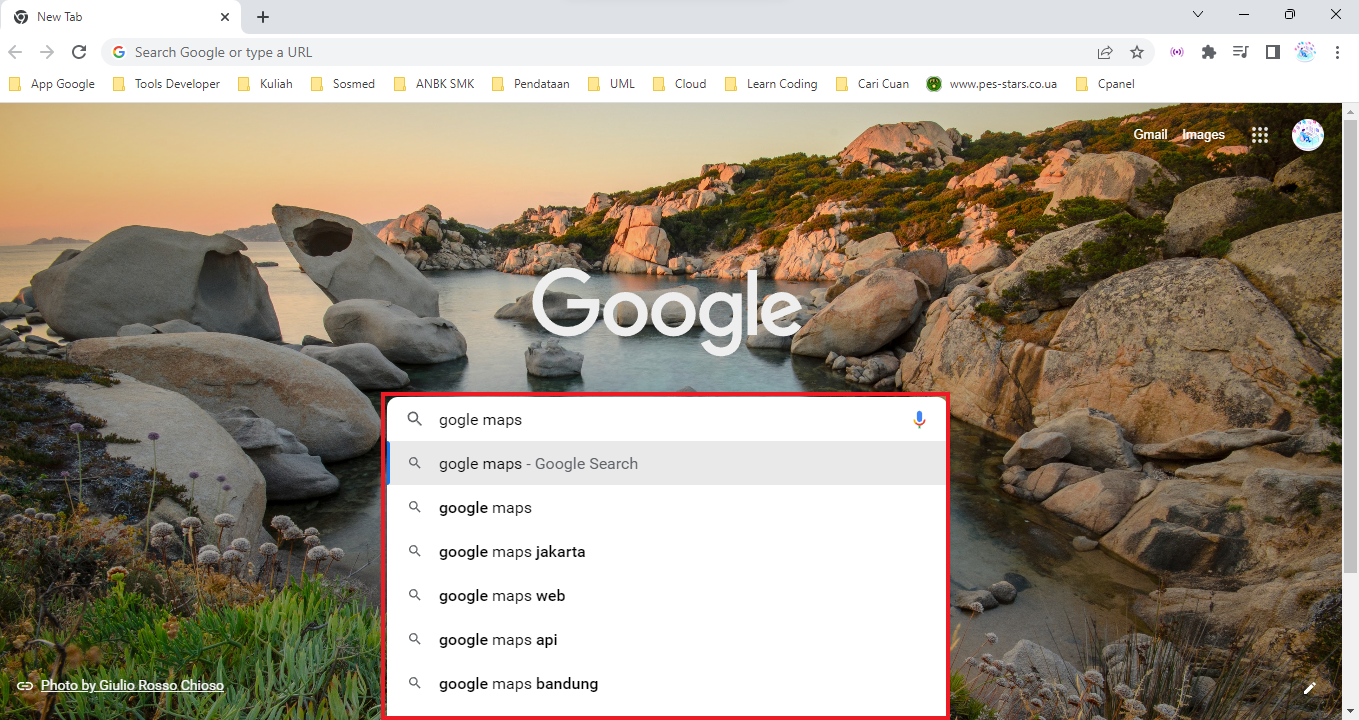 New Tab
Search Google or type a URL
App Google Tools Developer Kuliah Sosmed ANBK SMK Pendataan UML Cloud Learn Coding Cari Cuan www.pes-stars.co.ua Cpanel
Gmail Images
Google
gogle maps
gogle maps - Google Search
google maps
google maps jakarta
google maps web
google maps api
google maps bandung
Photo by Giulio Rosso Chioso